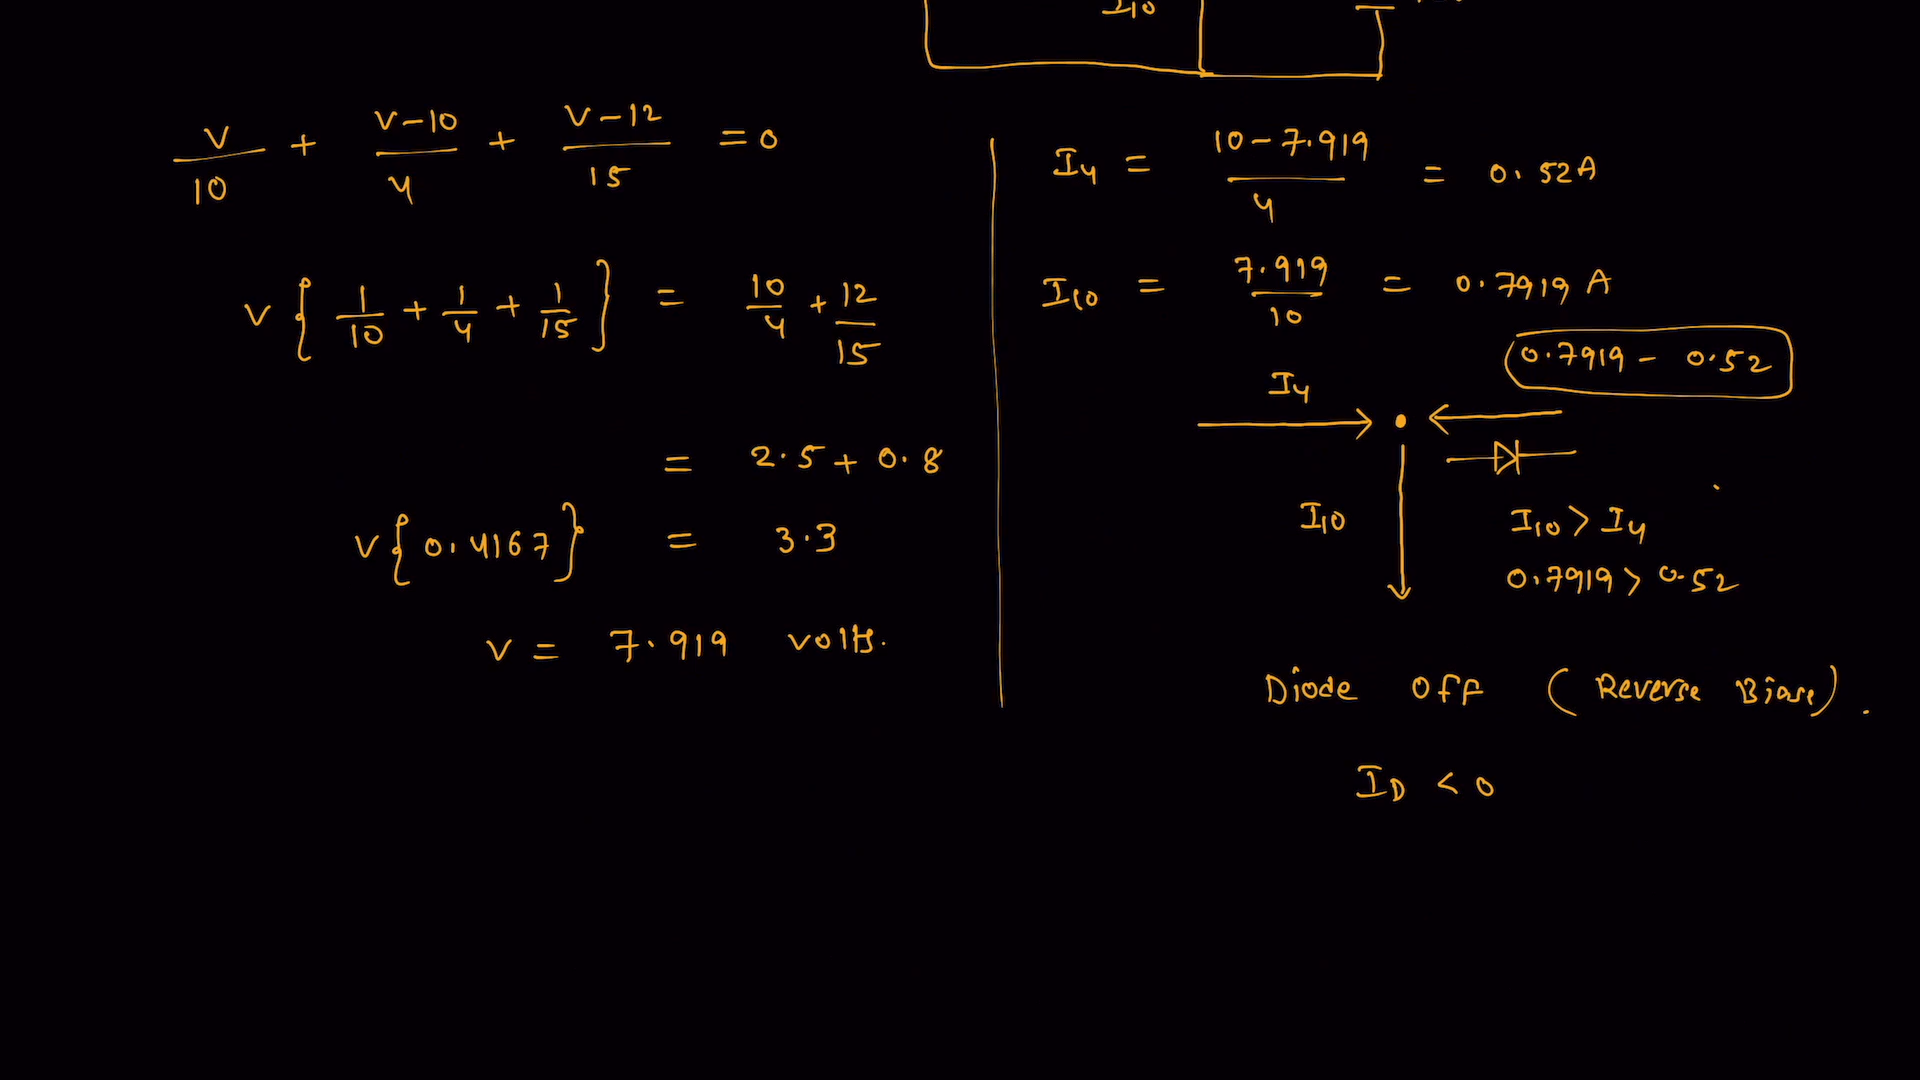 I10
V/10 + V-10/4 + V-12/15 = 0
V { 1/10 + 1/4 + 1/15 } = 10/4 + 12/15
= 2.5 + 0.8
V { 0.4167 } = 3.3
V = 7.919 volts.
I4 = 10-7.919/4 = 0.52A
I10 = 7.919/10 = 0.7919 A
0.7919 - 0.52
I4
I10
I10 > I4
0.7919 > 0.52
Diode off (Reverse Biase).
ID < 0